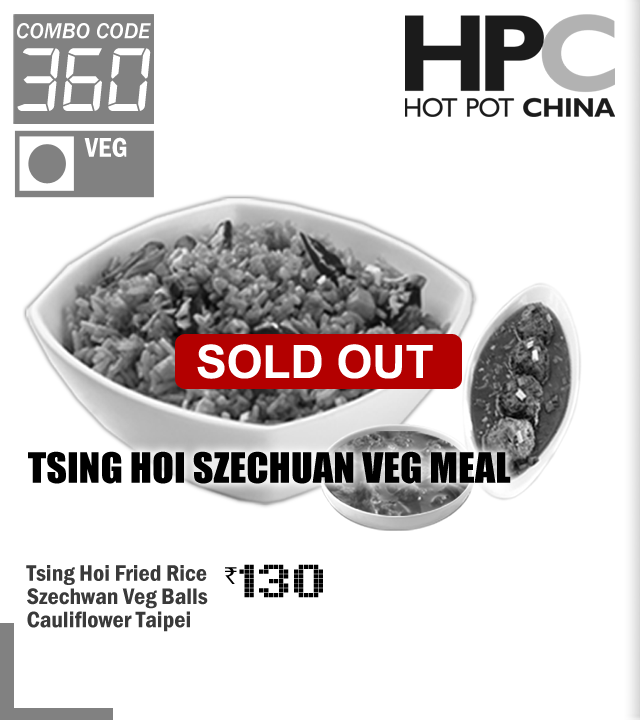 COMBO CODE
360
VEG
HPC
HOT POT CHINA
SOLD OUT
TSING HOI SZECHUAN VEG MEAL
Tsing Hoi Fried Rice
Szechwan Veg Balls
Cauliflower Taipei
₹130